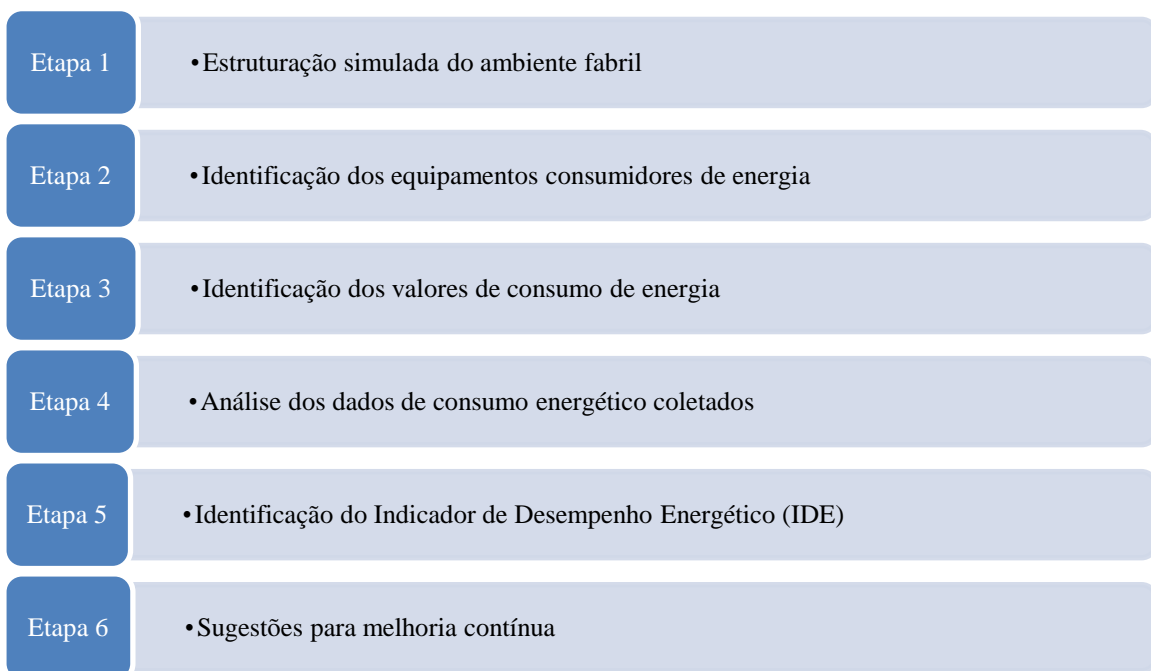 Etapa 1
•Estruturação simulada do ambiente fabril
Etapa 2
•Identificação dos equipamentos consumidores de energia
Etapa 3
•Identificação dos valores de consumo de energia
Etapa 4
•Análise dos dados de consumo energético coletados
Etapa 5
•Identificação do Indicador de Desempenho Energético (IDE)
Etapa 6
•Sugestões para melhoria contínua